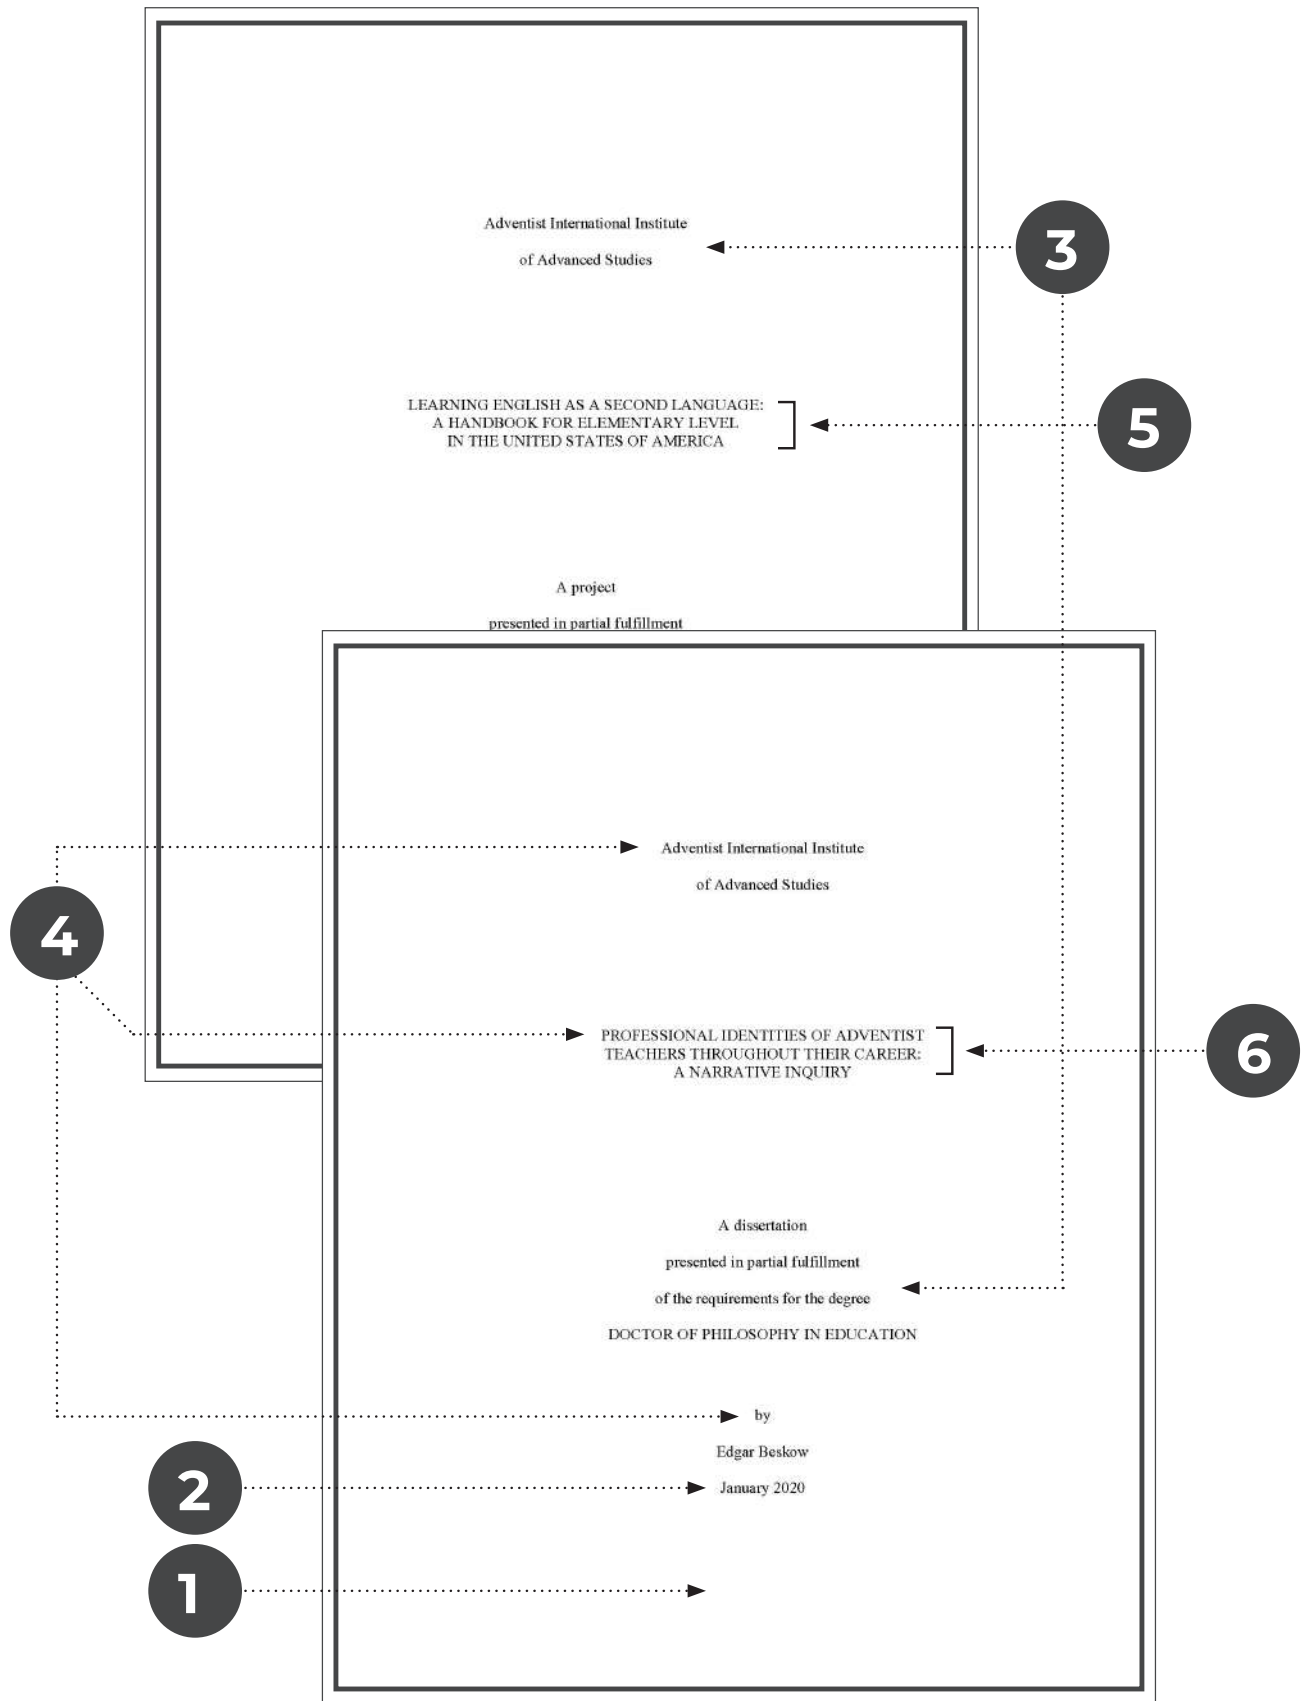 Adventist International Institute
of Advanced Studies
3
LEARNING ENGLISH AS A SECOND LANGUAGE:
A HANDBOOK FOR ELEMENTARY LEVEL
IN THE UNITED STATES OF AMERICA
5
A project
presented in partial fulfillment
Adventist International Institute
of Advanced Studies
4
PROFESSIONAL IDENTITIES OF ADVENTIST
TEACHERS THROUGHOUT THEIR CAREER:
A NARRATIVE INQUIRY
6
A dissertation
presented in partial fulfillment
of the requirements for the degree
DOCTOR OF PHILOSOPHY IN EDUCATION
by
Edgar Beskow
2
January 2020
1